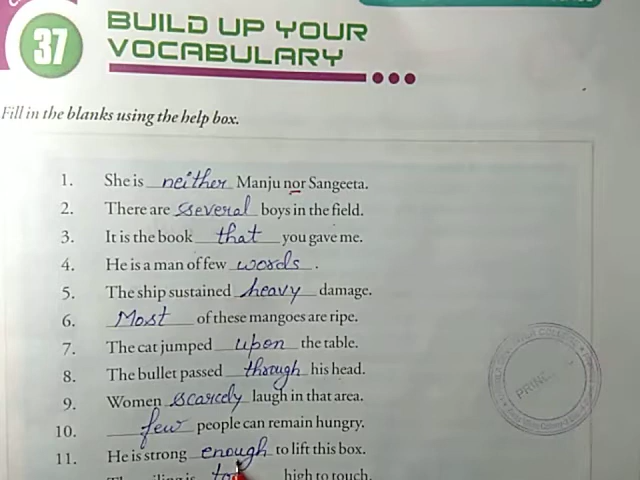 37
BUILD UP YOUR
VOCABULARY
Fill in the blanks using the help box.
1. She is neither Manju nor Sangeeta.
2. There are sseveral boys in the field.
3. It is the book that you gave me.
4. He is a man of few words.
5. The ship sustained heavy damage.
6. Most of these mangoes are ripe.
7. The cat jumped upon the table.
8. The bullet passed through his head.
9. Women scarcely laugh in that area.
10. few people can remain hungry.
11. He is strong enough to lift this box.
high to touch.